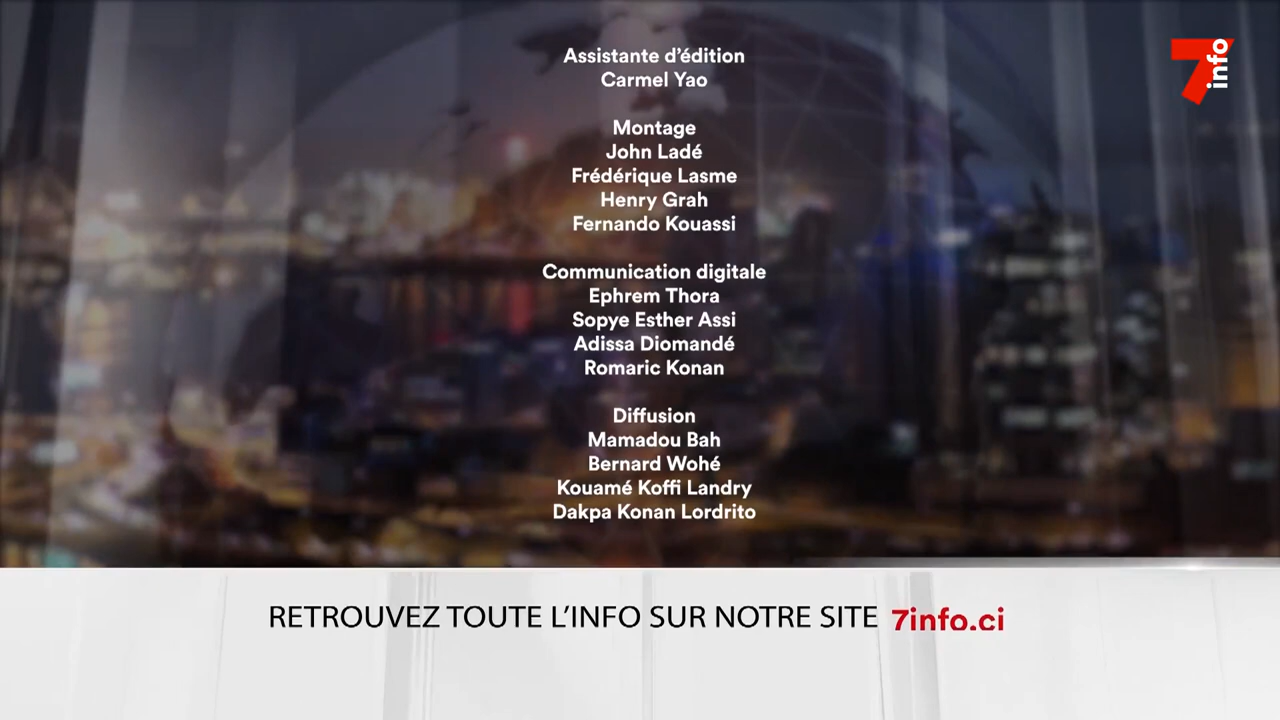 7info
Assistante d'édition
Carmel Yao
Montage
John Ladé
Frédérique Lasme
Henry Grah
Fernando Kouassi
Communication digitale
Ephrem Thora
Sopye Esther Assi
Adissa Diomandé
Romaric Konan
Diffusion
Mamadou Bah
Bernard Wohé
Kouamé Koffi Landry
Dakpa Konan Lordrito
RETROUVEZ TOUTE L'INFO SUR NOTRE SITE 7info.ci